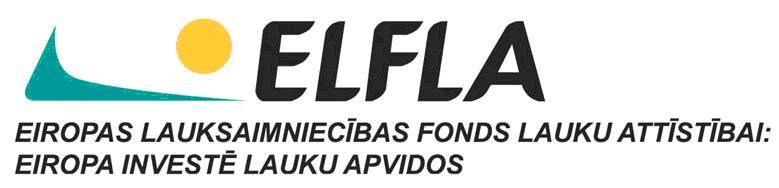 ELFLA
EIROPAS LAUKSAIMNIECĪBAS FONDS LAUKU ATTĪSTĪBAI:
EIROPA INVESTĒ LAUKU APVIDOS